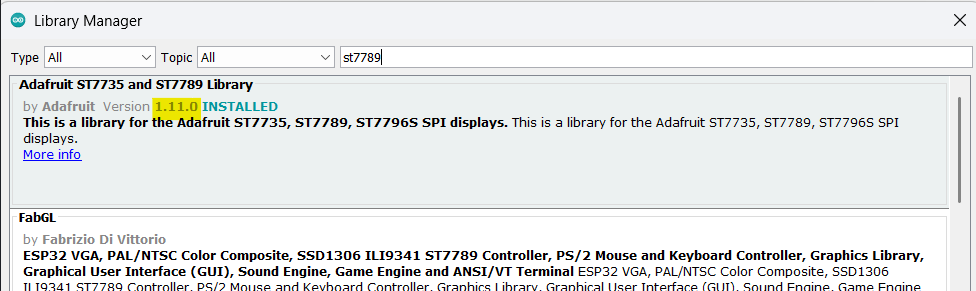 Library Manager
Type All Topic All st7789
Adafruit ST7735 and ST7789 Library
by Adafruit Version 1.11.0 INSTALLED
This is a library for the Adafruit ST7735, ST7789, ST7796S SPI displays. This is a library for the Adafruit ST7735, ST7789, ST7796S SPI
displays.
More info
FabGL
by Fabrizio Di Vittorio
ESP32 VGA, PAL/NTSC Color Composite, SSD1306 ILI9341 ST7789 Controller, PS/2 Mouse and Keyboard Controller, Graphics Library,
Graphical User Interface (GUI), Sound Engine, Game Engine and ANSI/VT Terminal ESP32 VGA, PAL/NTSC Color Composite, SSD1306
ILI9341 ST7789 Controller, PS/2 Mouse and Keyboard Controller, Graphics Library, Graphical User Interface (GUI), Sound Engine, Game Engine